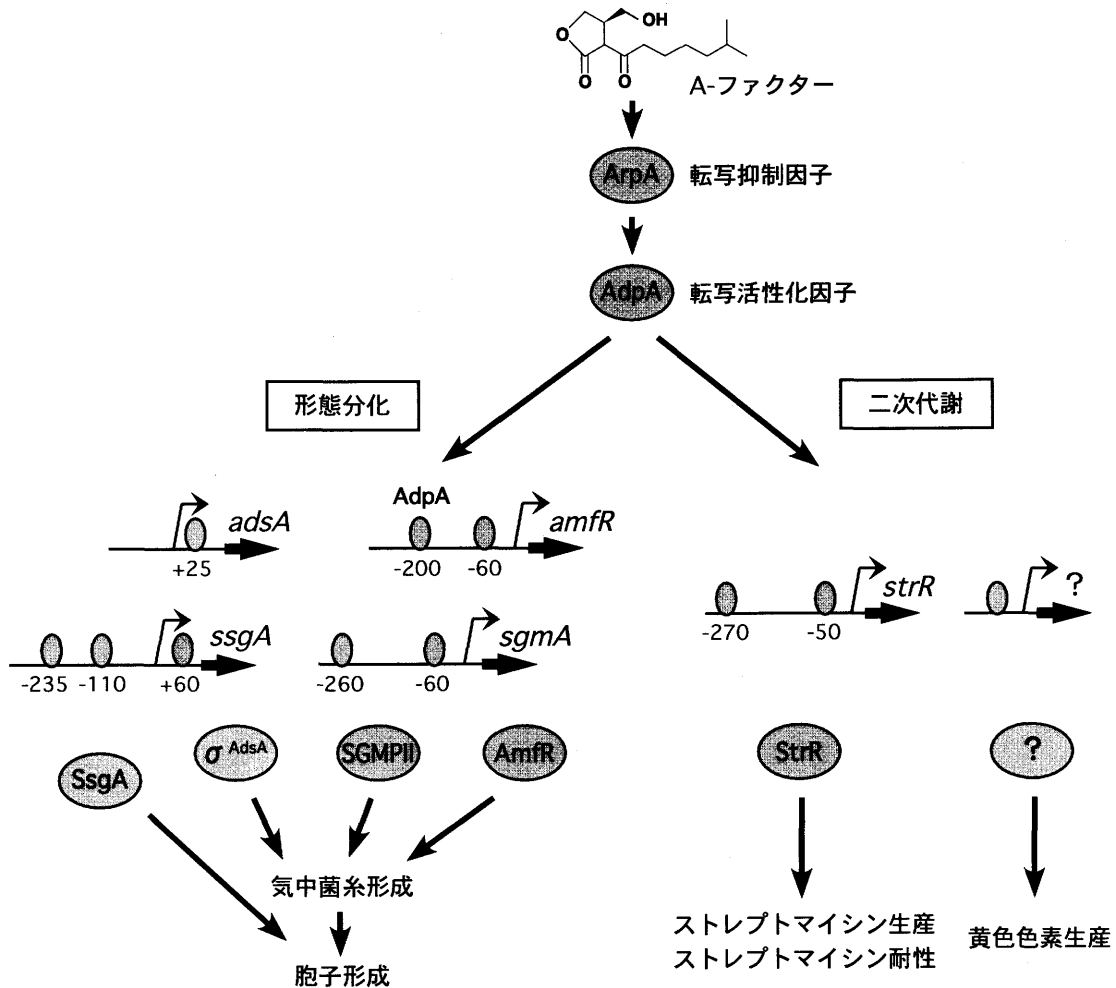 OH
O
O
O
A-ファクター
ArpA
転写抑制因子
AdpA
転写活性化因子
形態分化
二次代謝
AdpA
adsA
+25
amfR
-200 -60
strR
-270 -50
?
ssgA
-235 -110 +60
sgmA
-260 -60
SsgA
σ AdsA
SGMPII
AmfR
StrR
?
気中菌糸形成
胞子形成
ストレプトマイシン生産
ストレプトマイシン耐性
黄色色素生産